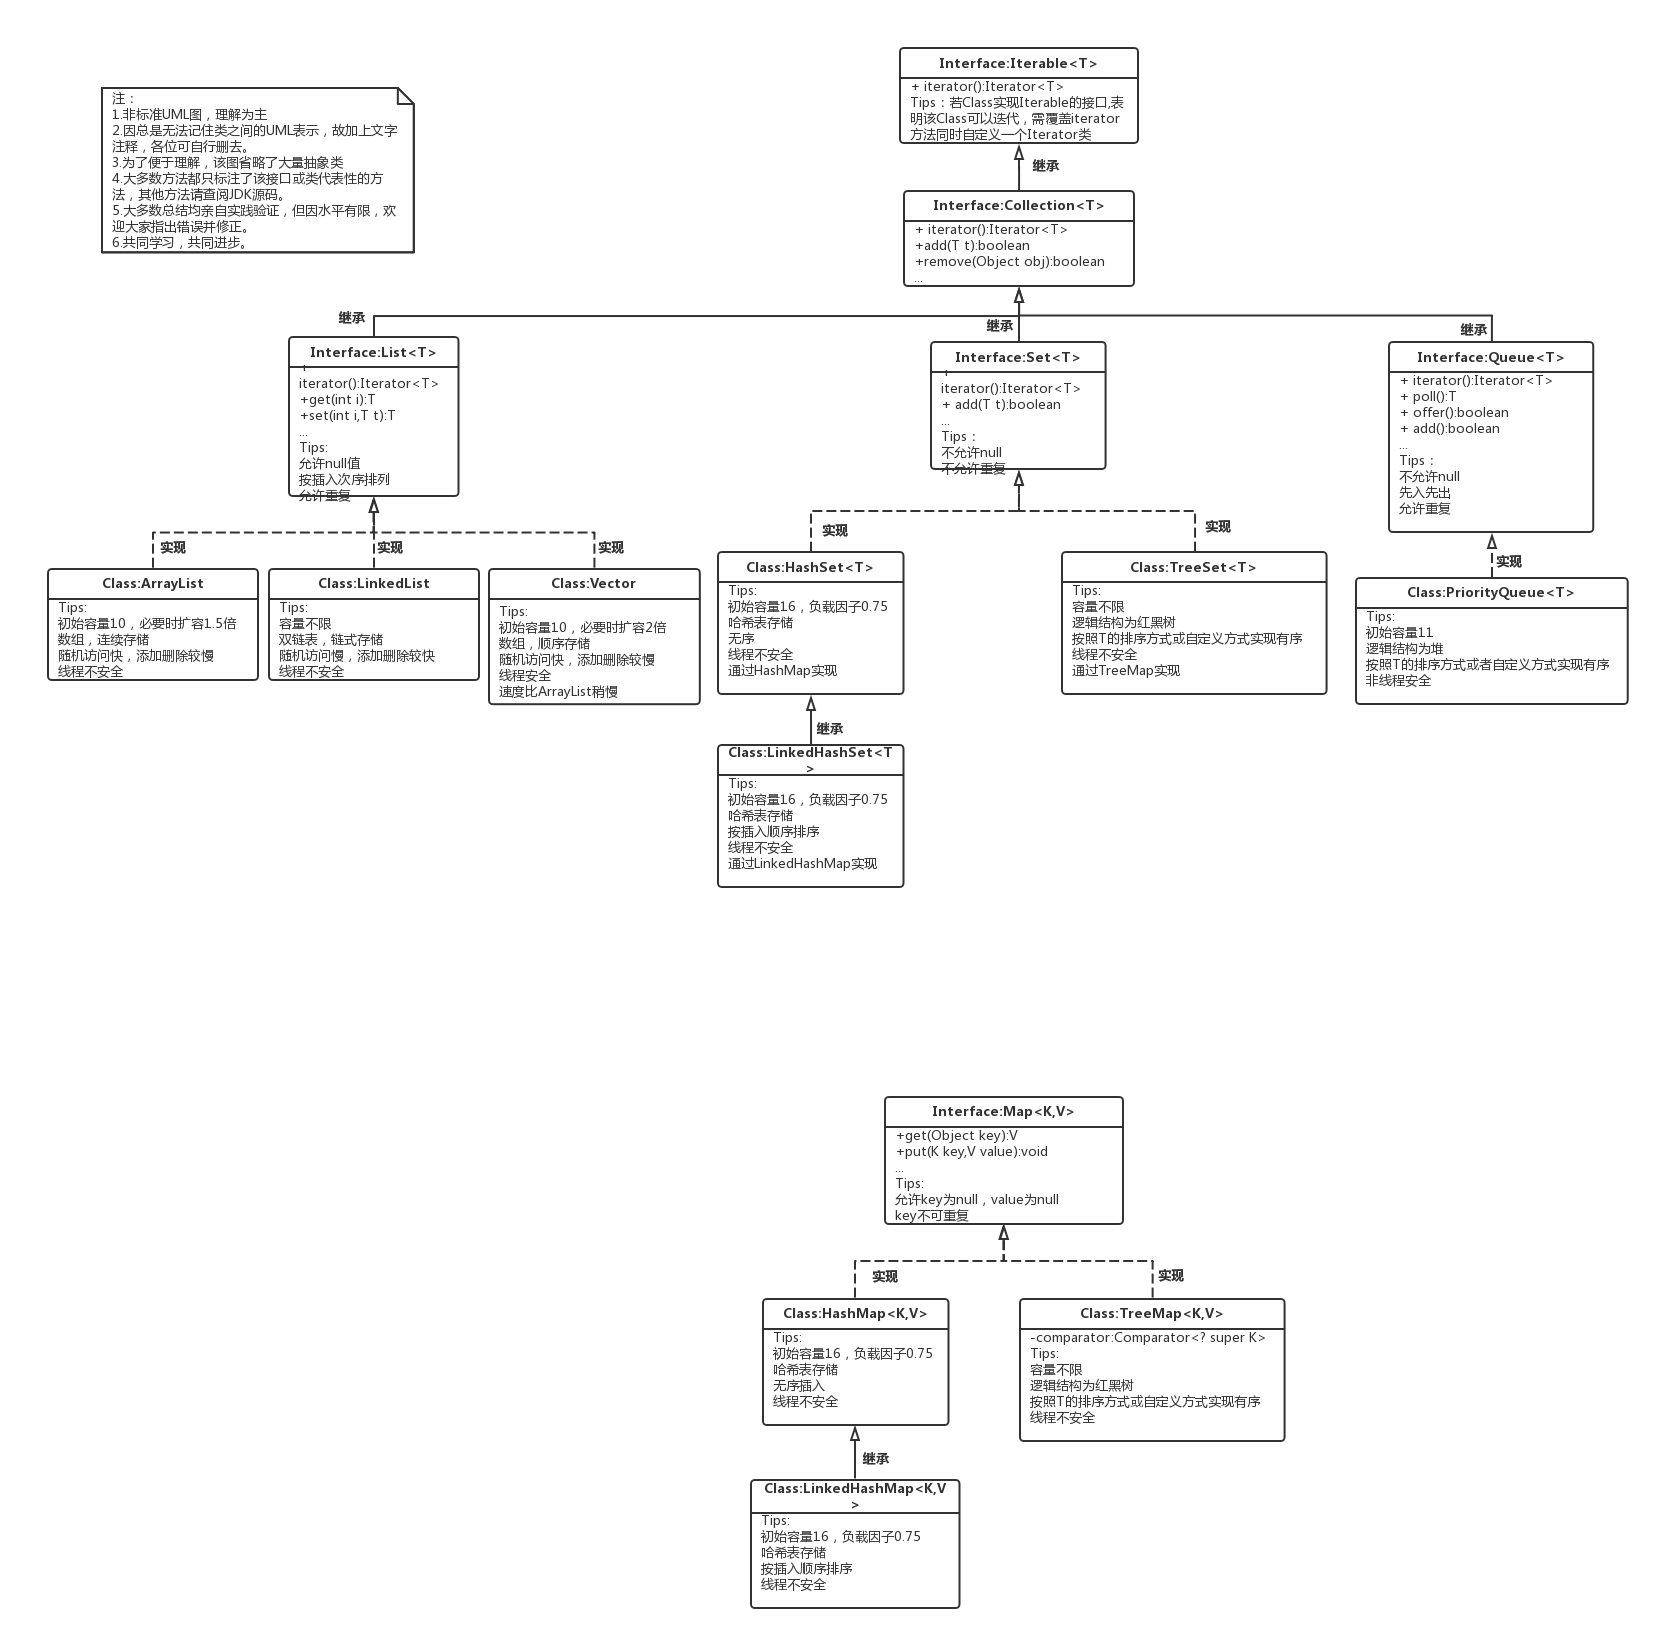 Interface:Iterable<T>
+ iterator():Iterator<T>
Tips：若Class实现Iterable的接口,表
明该Class可以迭代，需覆盖iterator
方法同时自定义一个Iterator类
注：
1.非标准UML图，理解为主
2.因总是无法记住类之间的UML表示，故加上文字
注释，各位可自行删去。
3.为了便于理解，该图省略了大量抽象类
4.大多数方法都只标注了该接口或类代表性的方
法，其他方法请查阅JDK源码。
5.大多数总结均亲自实践验证，但因水平有限，欢
迎大家指出错误并修正。
6.共同学习，共同进步。
继承
Interface:Collection<T>
+ iterator():Iterator<T>
+add(T t):boolean
+remove(Object obj):boolean
...
继承
继承
继承
Interface:List<T>
+
iterator():Iterator<T>
+get(int i):T
+set(int i,T t):T
...
Tips:
允许null值
按插入次序排列
允许重复
Interface:Set<T>
+
iterator():Iterator<T>
+ add(T t):boolean
...
Tips：
不允许null
不允许重复
Interface:Queue<T>
+ iterator():Iterator<T>
+ poll():T
+ offer():boolean
+ add():boolean
...
Tips：
不允许null
先入先出
允许重复
实现
实现
实现
实现
实现
实现
Class:ArrayList
Tips:
初始容量10，必要时扩容1.5倍
数组，连续存储
随机访问快，添加删除较慢
线程不安全
Class:LinkedList
Tips:
容量不限
双链表，链式存储
随机访问慢，添加删除较快
线程不安全
Class:Vector
Tips:
初始容量10，必要时扩容2倍
数组，顺序存储
随机访问快，添加删除较慢
线程安全
速度比ArrayList稍慢
Class:HashSet<T>
Tips:
初始容量16，负载因子0.75
哈希表存储
无序
线程不安全
通过HashMap实现
Class:TreeSet<T>
Tips:
容量不限
逻辑结构为红黑树
按照T的排序方式或自定义方式实现有序
线程不安全
通过TreeMap实现
Class:PriorityQueue<T>
Tips:
初始容量11
逻辑结构为堆
按照T的排序方式或者自定义方式实现有序
非线程安全
继承
Class:LinkedHashSet<T
>
Tips:
初始容量16，负载因子0.75
哈希表存储
按插入顺序排序
线程不安全
通过LinkedHashMap实现
Interface:Map<K,V>
+get(Object key):V
+put(K key,V value):void
...
Tips:
允许key为null，value为null
key不可重复
实现
实现
Class:HashMap<K,V>
Tips:
初始容量16，负载因子0.75
哈希表存储
无序插入
线程不安全
Class:TreeMap<K,V>
-comparator:Comparator<? super K>
Tips:
容量不限
逻辑结构为红黑树
按照T的排序方式或自定义方式实现有序
线程不安全
继承
Class:LinkedHashMap<K,V
>
Tips:
初始容量16，负载因子0.75
哈希表存储
按插入顺序排序
线程不安全